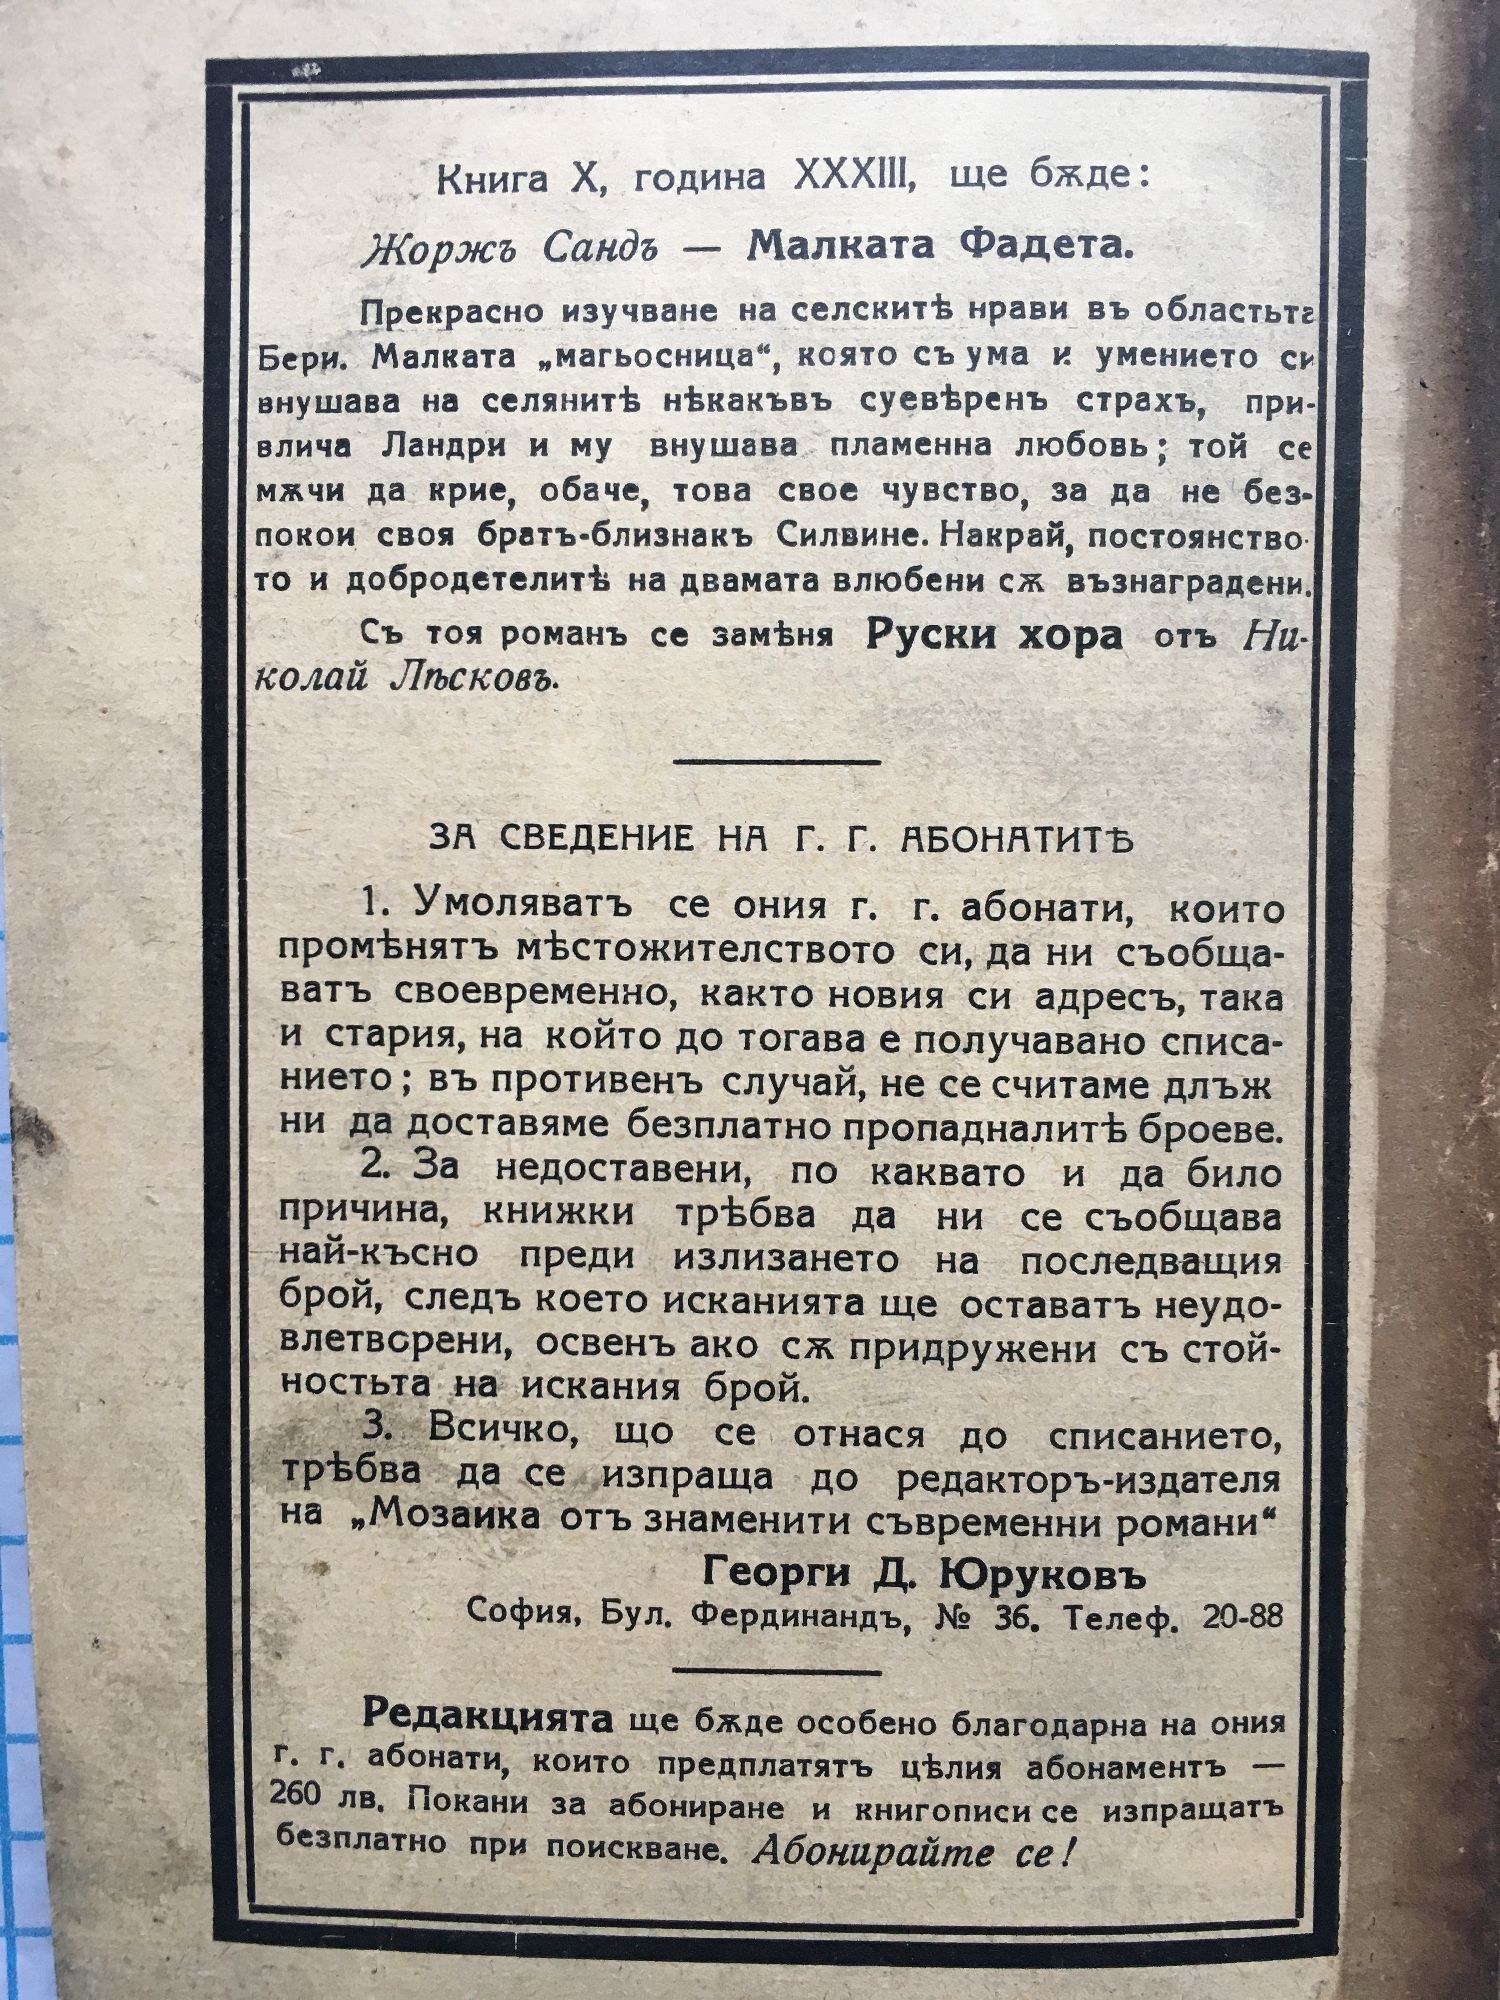 Книга X, година XXXIII, ще бѫде:
Жоржъ Сандъ — Малката Фадета.
Прекрасно изучване на селскитѣ нрави въ областьта
Бери. Малката „магьосница“, която съ ума и умението си
внушава на селянитѣ нѣкакъвъ суевѣренъ страхъ, при-
влича Ландри и му внушава пламенна любовь; той се
мѫчи да крие, обаче, това свое чувство, за да не без-
покои своя братъ-близнакъ Силвине. Накрай, постоянство-
то и добродетелитѣ на двамата влюбени сѫ възнаградени.
Съ тоя романъ се замѣня Руски хора отъ Ни-
колай Лѣсковъ.
ЗА СВЕДЕНИЕ НА Г. Г. АБОНАТИТѢ
1. Умоляватъ се ония г. г. абонати, които
промѣнятъ мѣстожителството си, да ни съобща-
ватъ своевременно, както новия си адресъ, така
и стария, на който до тогава е получавано списа-
нието; въ противенъ случай, не се считаме длъж
ни да доставяме безплатно пропадналитѣ броеве.
2. За недоставени, по каквато и да било
причина, книжки трѣбва да ни се съобщава
най-късно преди излизането на последващия
брой, следъ което исканията ще оставатъ неудо-
влетворени, освенъ ако сѫ придружени съ стой-
ностьта на искания брой.
3. Всичко, що се отнася до списанието,
трѣбва да се изпраща до редакторъ-издателя
на „Мозаика отъ знаменити съвременни романи“
Георги Д. Юруковъ
София, Бул. Фердинандъ, № 36. Телеф. 20-88
Редакцията ще бѫде особено благодарна на ония
г. г. абонати, които предплатятъ цѣлия абонаментъ —
260 лв. Покани за абониране и книгописи се изпращатъ
безплатно при поискване. Абонирайте се!